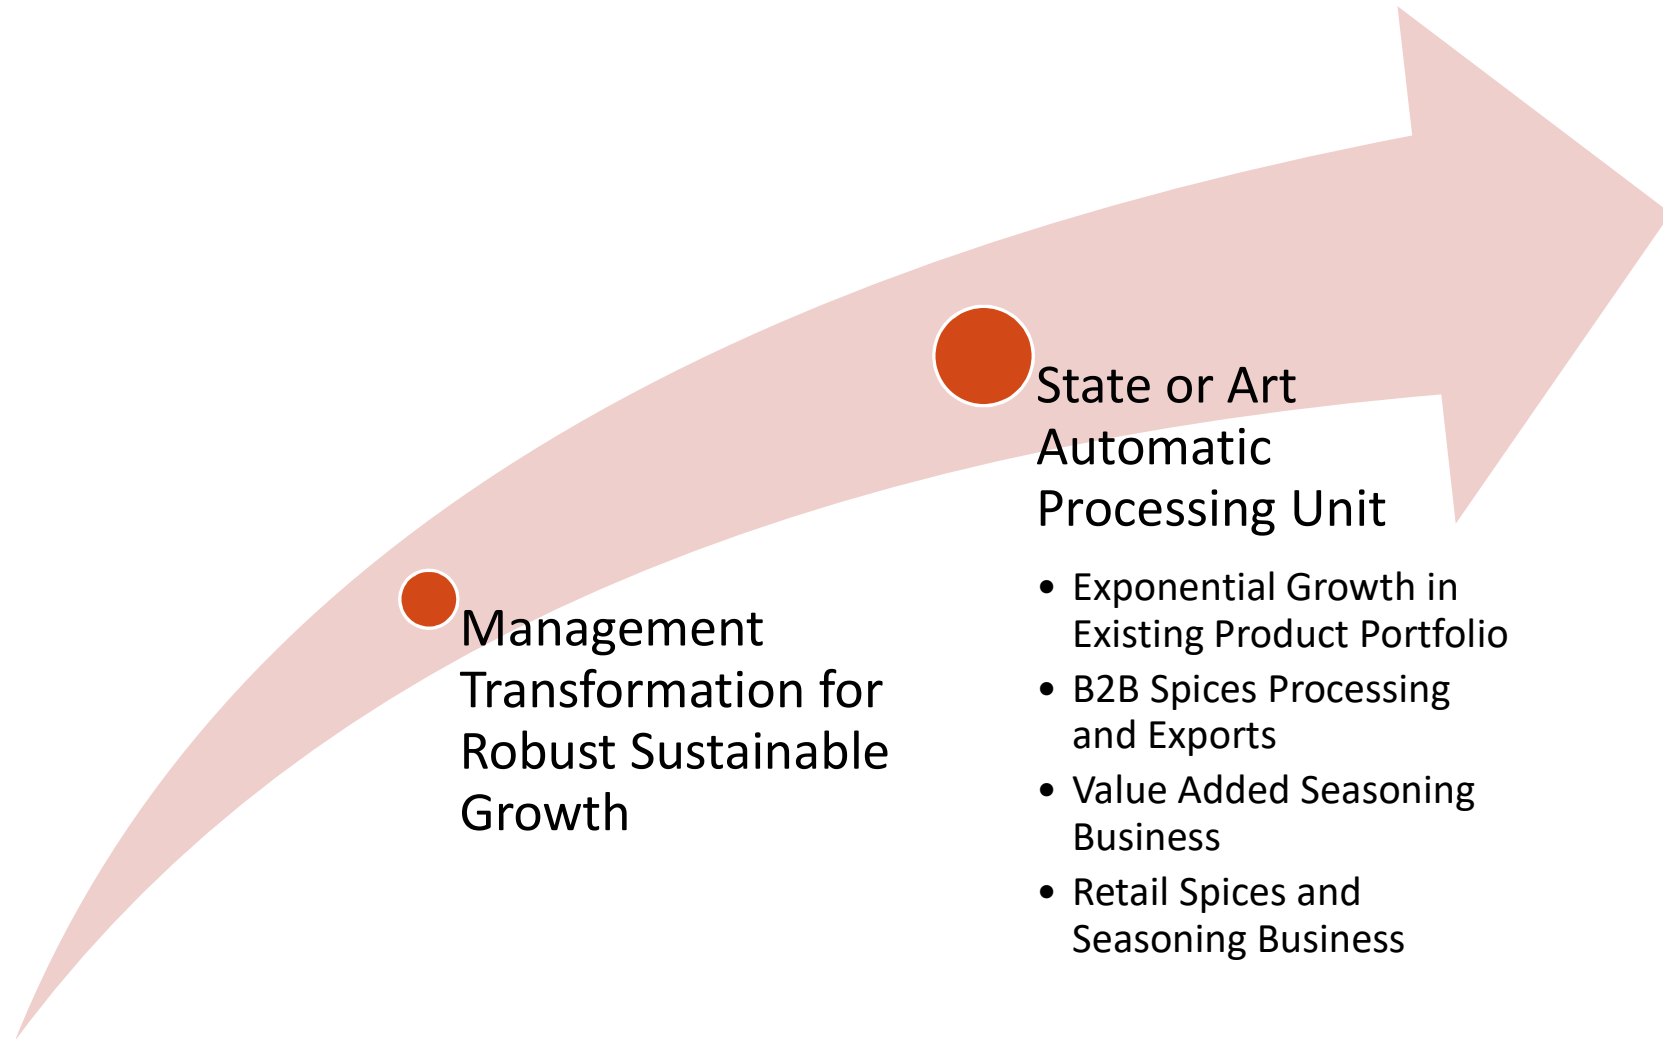 State or Art
Automatic
Processing Unit
• Exponential Growth in
Existing Product Portfolio
• B2B Spices Processing
and Exports
• Value Added Seasoning
Business
• Retail Spices and
Seasoning Business
Management
Transformation for
Robust Sustainable
Growth